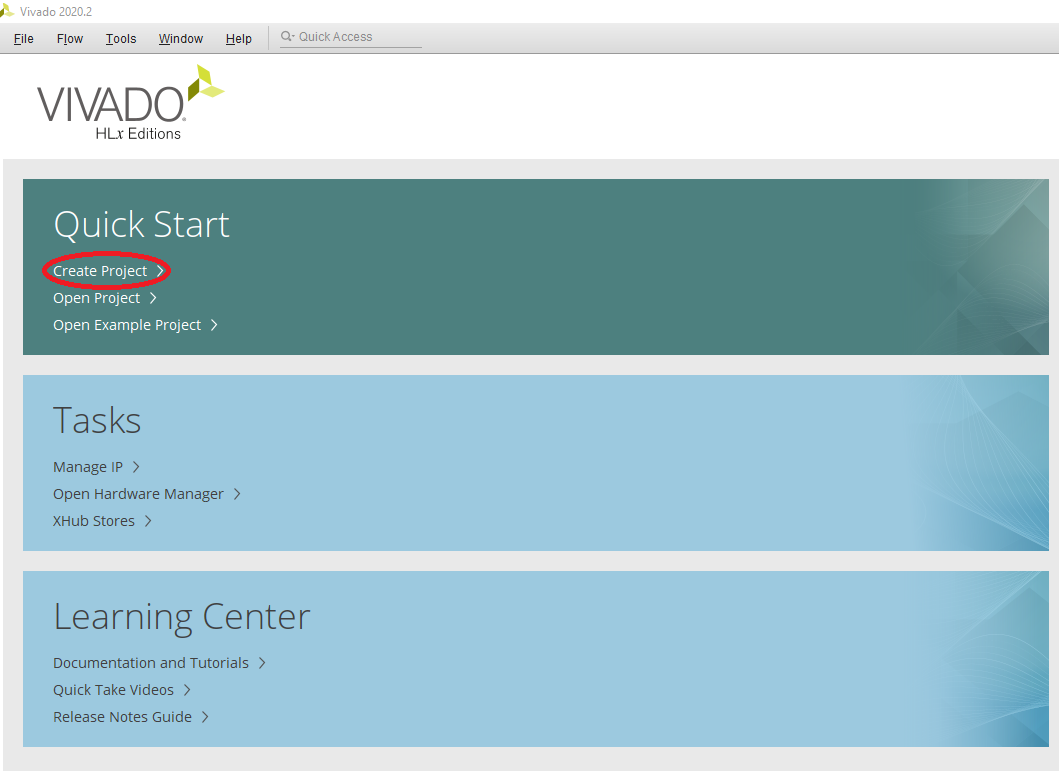 Vivado 2020.2
File Flow Tools Window Help Quick Access
VIVADO.
HLx Editions
Quick Start
Create Project >
Open Project >
Open Example Project >
Tasks
Manage IP >
Open Hardware Manager >
XHub Stores >
Learning Center
Documentation and Tutorials >
Quick Take Videos >
Release Notes Guide >